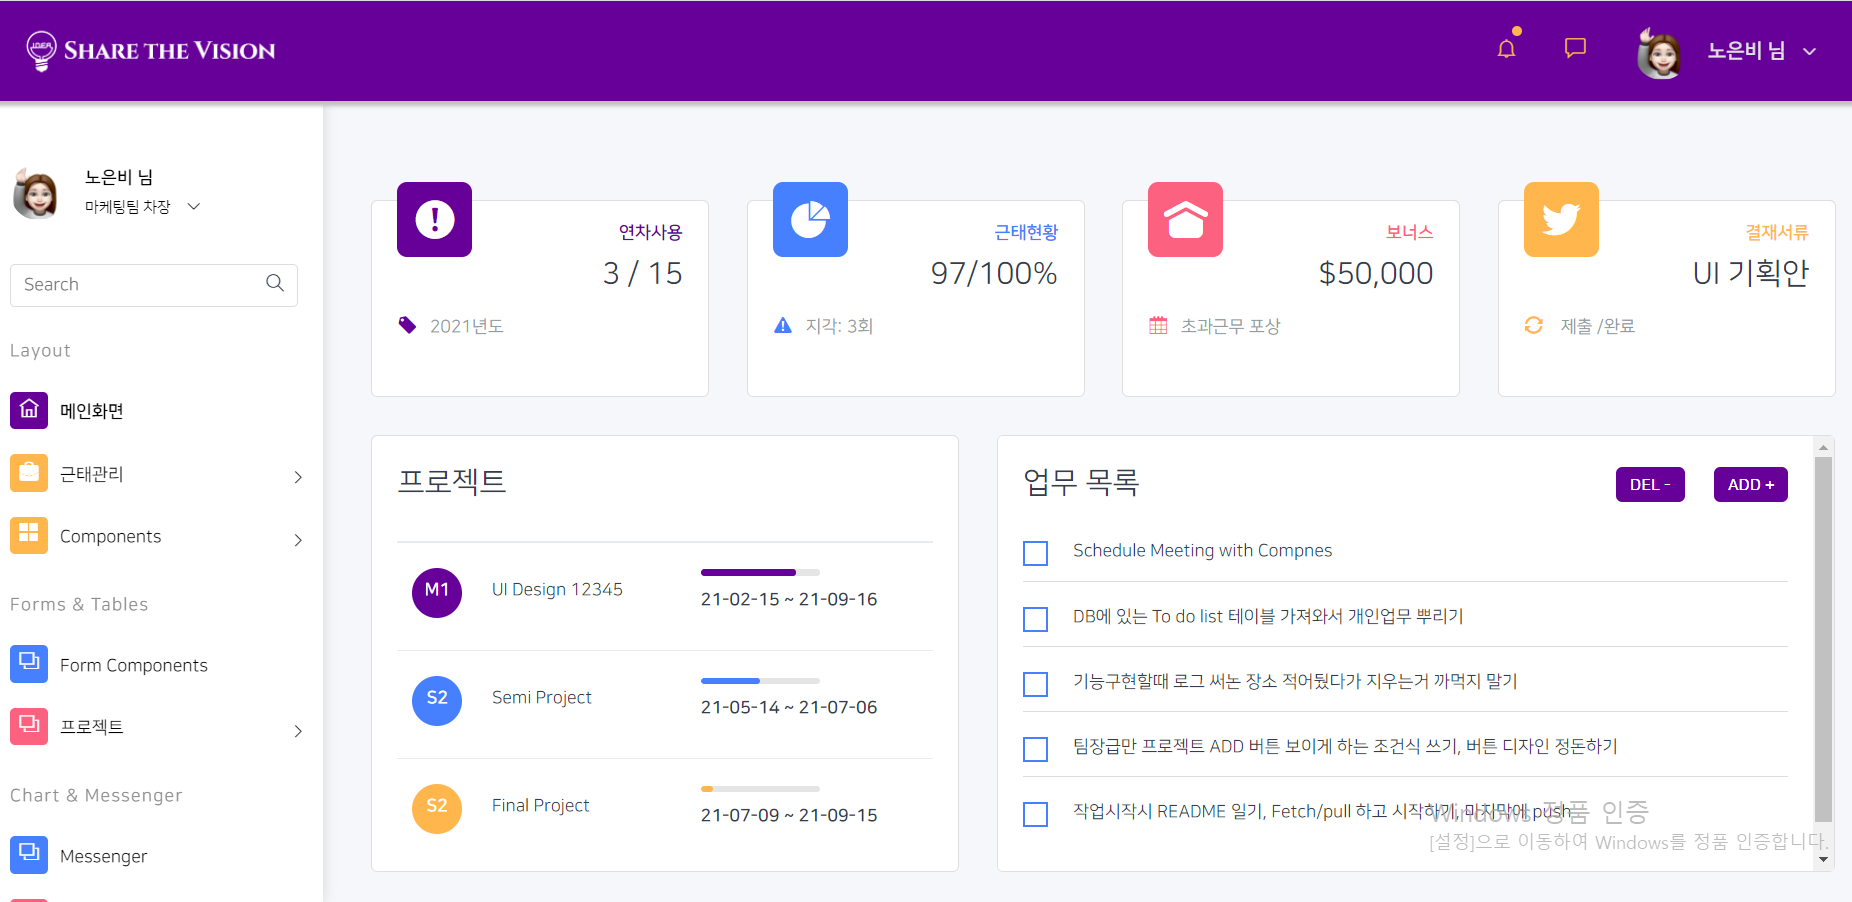 IDEA
SHARE THE VISION
노은비 님
노은비 님
마케팅팀 차장
Search
Layout
메인화면
근태관리
Components
Forms & Tables
Form Components
프로젝트
Chart & Messenger
Messenger
연차사용
3 / 15
2021년도
근태현황
97/100%
지각: 3회
보너스
$50,000
초과근무 포상
결재서류
UI 기획안
제출 /완료
프로젝트
M1
UI Design 12345
21-02-15 ~ 21-09-16
S2
Semi Project
21-05-14 ~ 21-07-06
S2
Final Project
21-07-09 ~ 21-09-15
업무 목록
DEL -
ADD +
Schedule Meeting with Compnes
DB에 있는 To do list 테이블 가져와서 개인업무 뿌리기
기능구현할때 로그 써논 장소 적어뒀다가 지우는거 까먹지 말기
팀장급만 프로젝트 ADD 버튼 보이게 하는 조건식 쓰기, 버튼 디자인 정돈하기
작업시작시 README 일기, Fetch/pull 하고 시작하기, 마지막에 push
Windows 정품 인증
[설정]으로 이동하여 Windows를 정품 인증합니다.